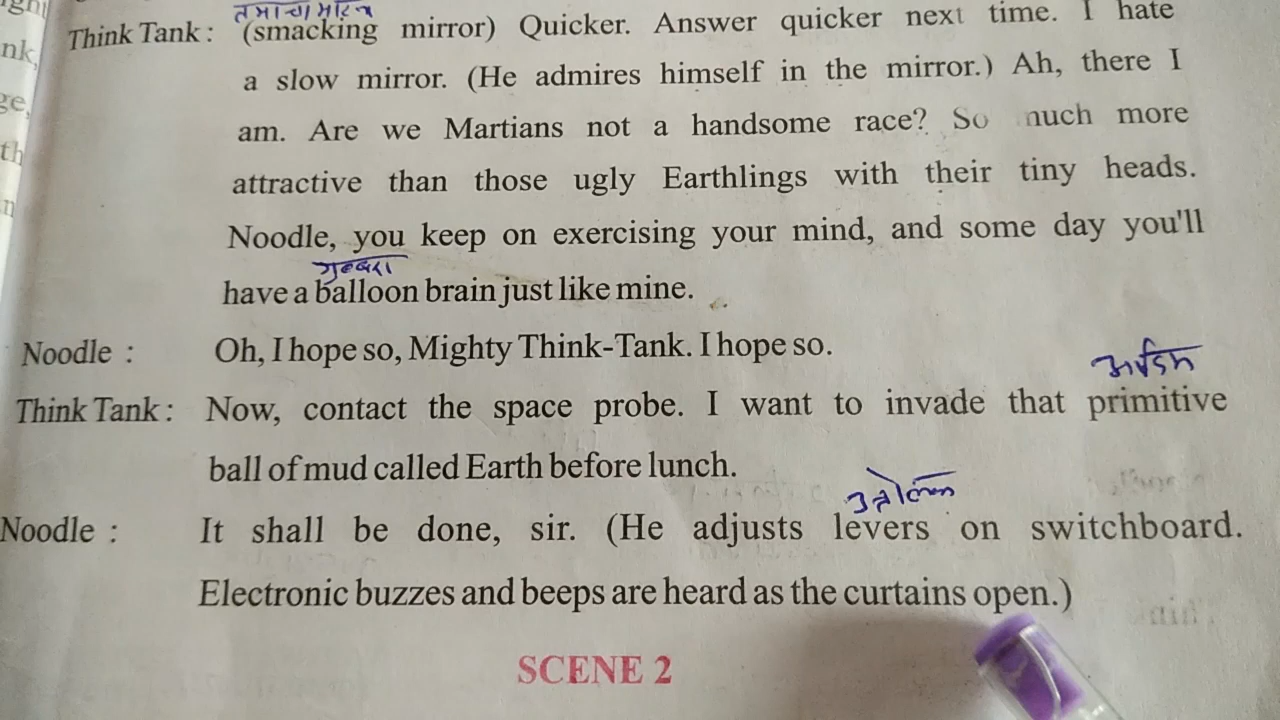 तमाचा मारना
Think Tank : (smacking mirror) Quicker. Answer quicker next time. I hate
a slow mirror. (He admires himself in the mirror.) Ah, there I
am. Are we Martians not a handsome race? So much more
attractive than those ugly Earthlings with their tiny heads.
Noodle, you keep on exercising your mind, and some day you'll
गुब्बारा
have a balloon brain just like mine.
Noodle : Oh, I hope so, Mighty Think-Tank. I hope so.
Think Tank : Now, contact the space probe. I want to invade that primitive
ball of mud called Earth before lunch.
उत्तोलक
Noodle : It shall be done, sir. (He adjusts levers on switchboard.
Electronic buzzes and beeps are heard as the curtains open.)
SCENE 2